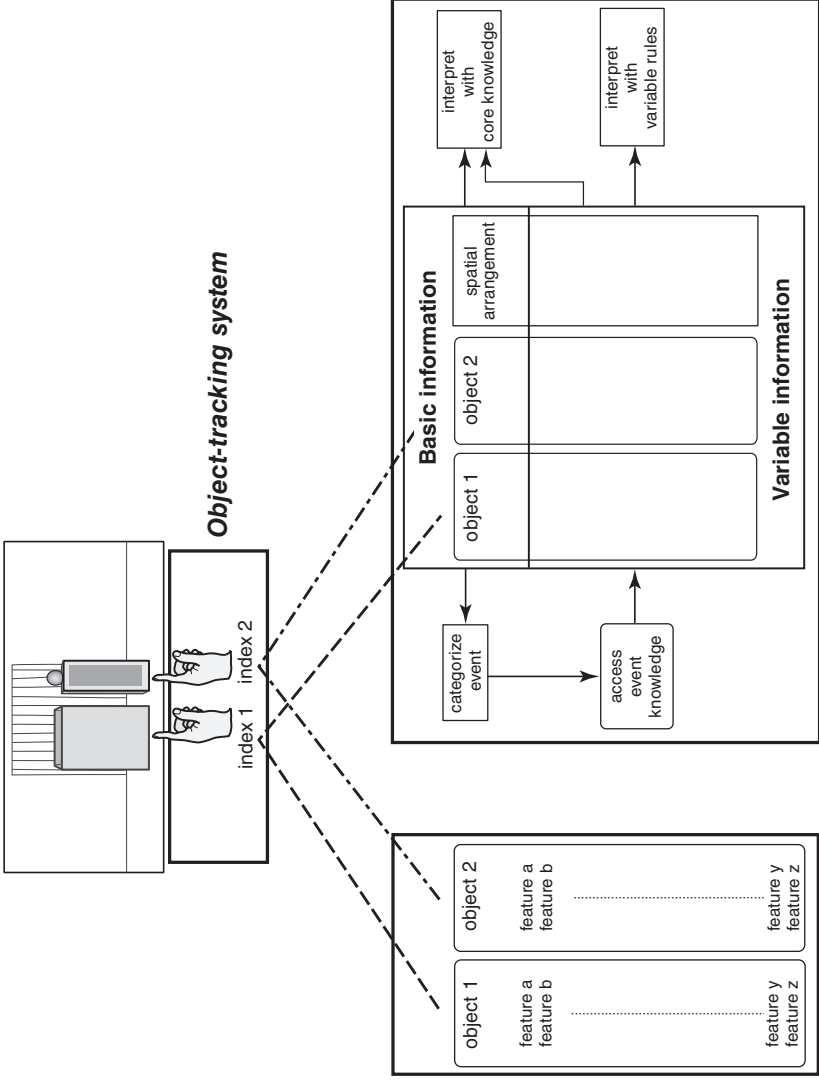 index 1
index 2
Object-tracking system
object 1
feature a
feature b
feature y
feature z
object 2
feature a
feature b
feature y
feature z
categorize
event
access
event
knowledge
Basic information
object 1
object 2
spatial
arrangement
Variable information
interpret
with
core knowledge
interpret
with
variable rules